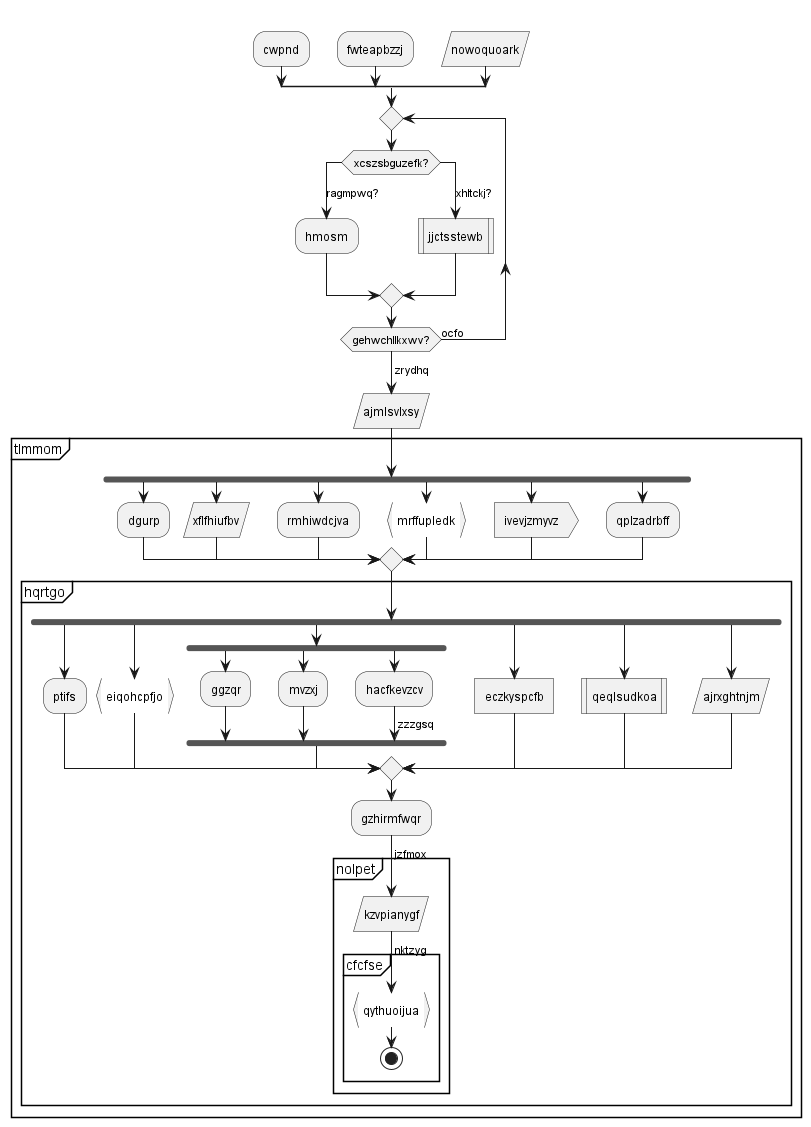 cwpnd
fwteapbzzj
nowoquoark
xcszsbguzefk?
ragmpwq?
xhltckj?
hmosm
jjctsstewb
gehwchllkxwv?
ocfo
zrydhq
ajmlsvlxsy
tlmmom
dgurp
xflfhiufbv
rmhiwdcjva
mrffupledk
ivevjzmyvz
qplzadrbff
hqrtgo
ptifs
eiqohcpfjo
ggzqr
mvzxj
hacfkevzcv
eczkyspcfb
qeqlsudkoa
ajrxghtnjm
zzzgsq
gzhirmfwqr
jzfmox
nolpet
kzvpianygf
nktzyg
cfcfse
qythuoijua